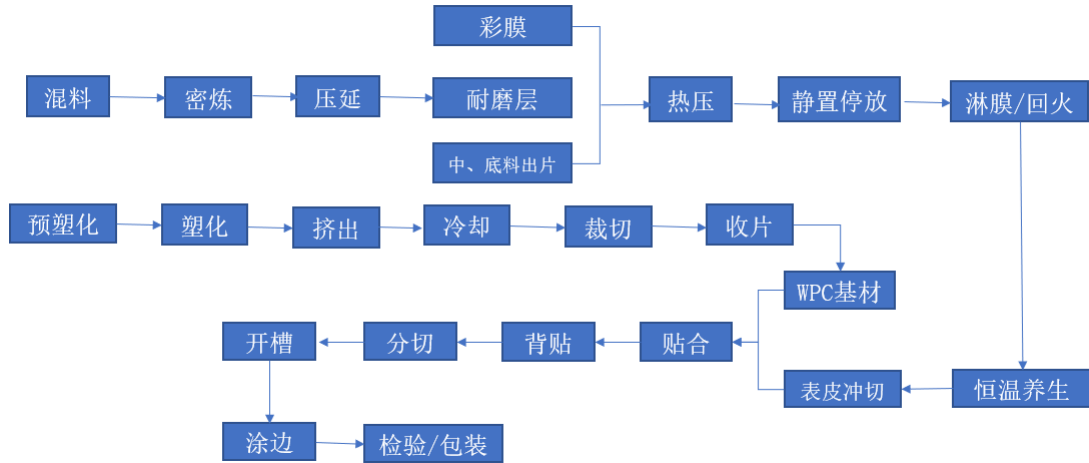 彩膜
混料
密炼
压延
耐磨层
热压
静置停放
淋膜/回火
中、底料出片
预塑化
塑化
挤出
冷却
裁切
收片
WPC基材
开槽
分切
背贴
贴合
表皮冲切
恒温养生
涂边
检验/包装